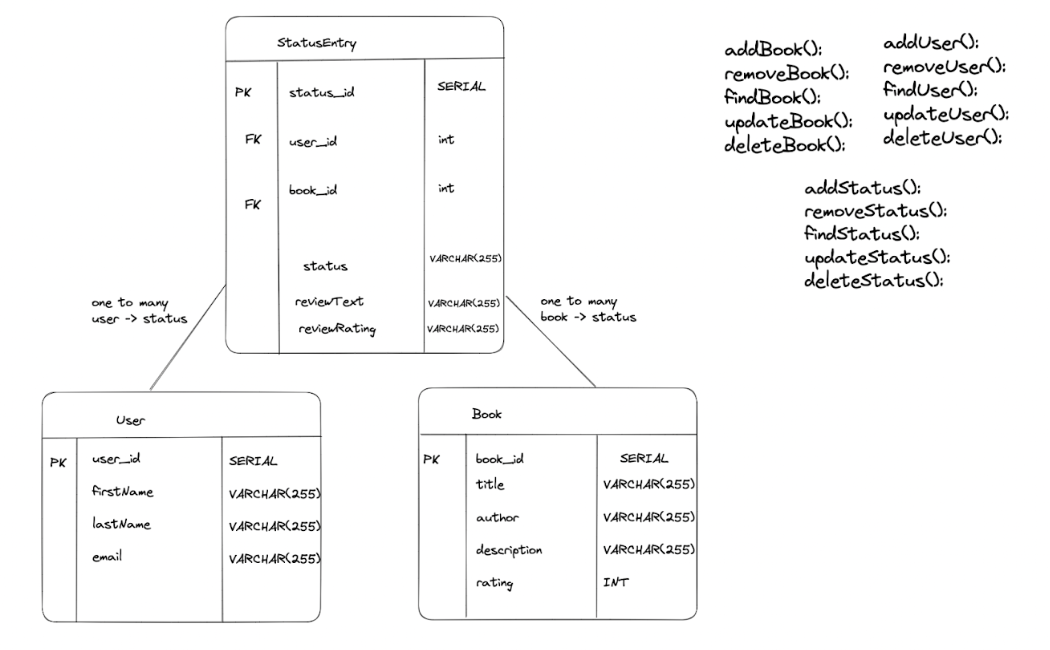 StatusEntry
PK status_id SERIAL
FK user_id int
book_id int
FK
status VARCHAR(255)
reviewText VARCHAR(255)
reviewRating VARCHAR(255)
one to many
user -> status
one to many
book -> status
User
PK user_id SERIAL
firstName VARCHAR(255)
lastName VARCHAR(255)
email VARCHAR(255)
Book
PK book_id SERIAL
title VARCHAR(255)
author VARCHAR(255)
description VARCHAR(255)
rating INT
addBook();
removeBook();
findBook();
updateBook();
deleteBook();
addUser();
removeUser();
findUser();
updateUser();
deleteUser();
addStatus();
removeStatus();
findStatus();
updateStatus();
deleteStatus();